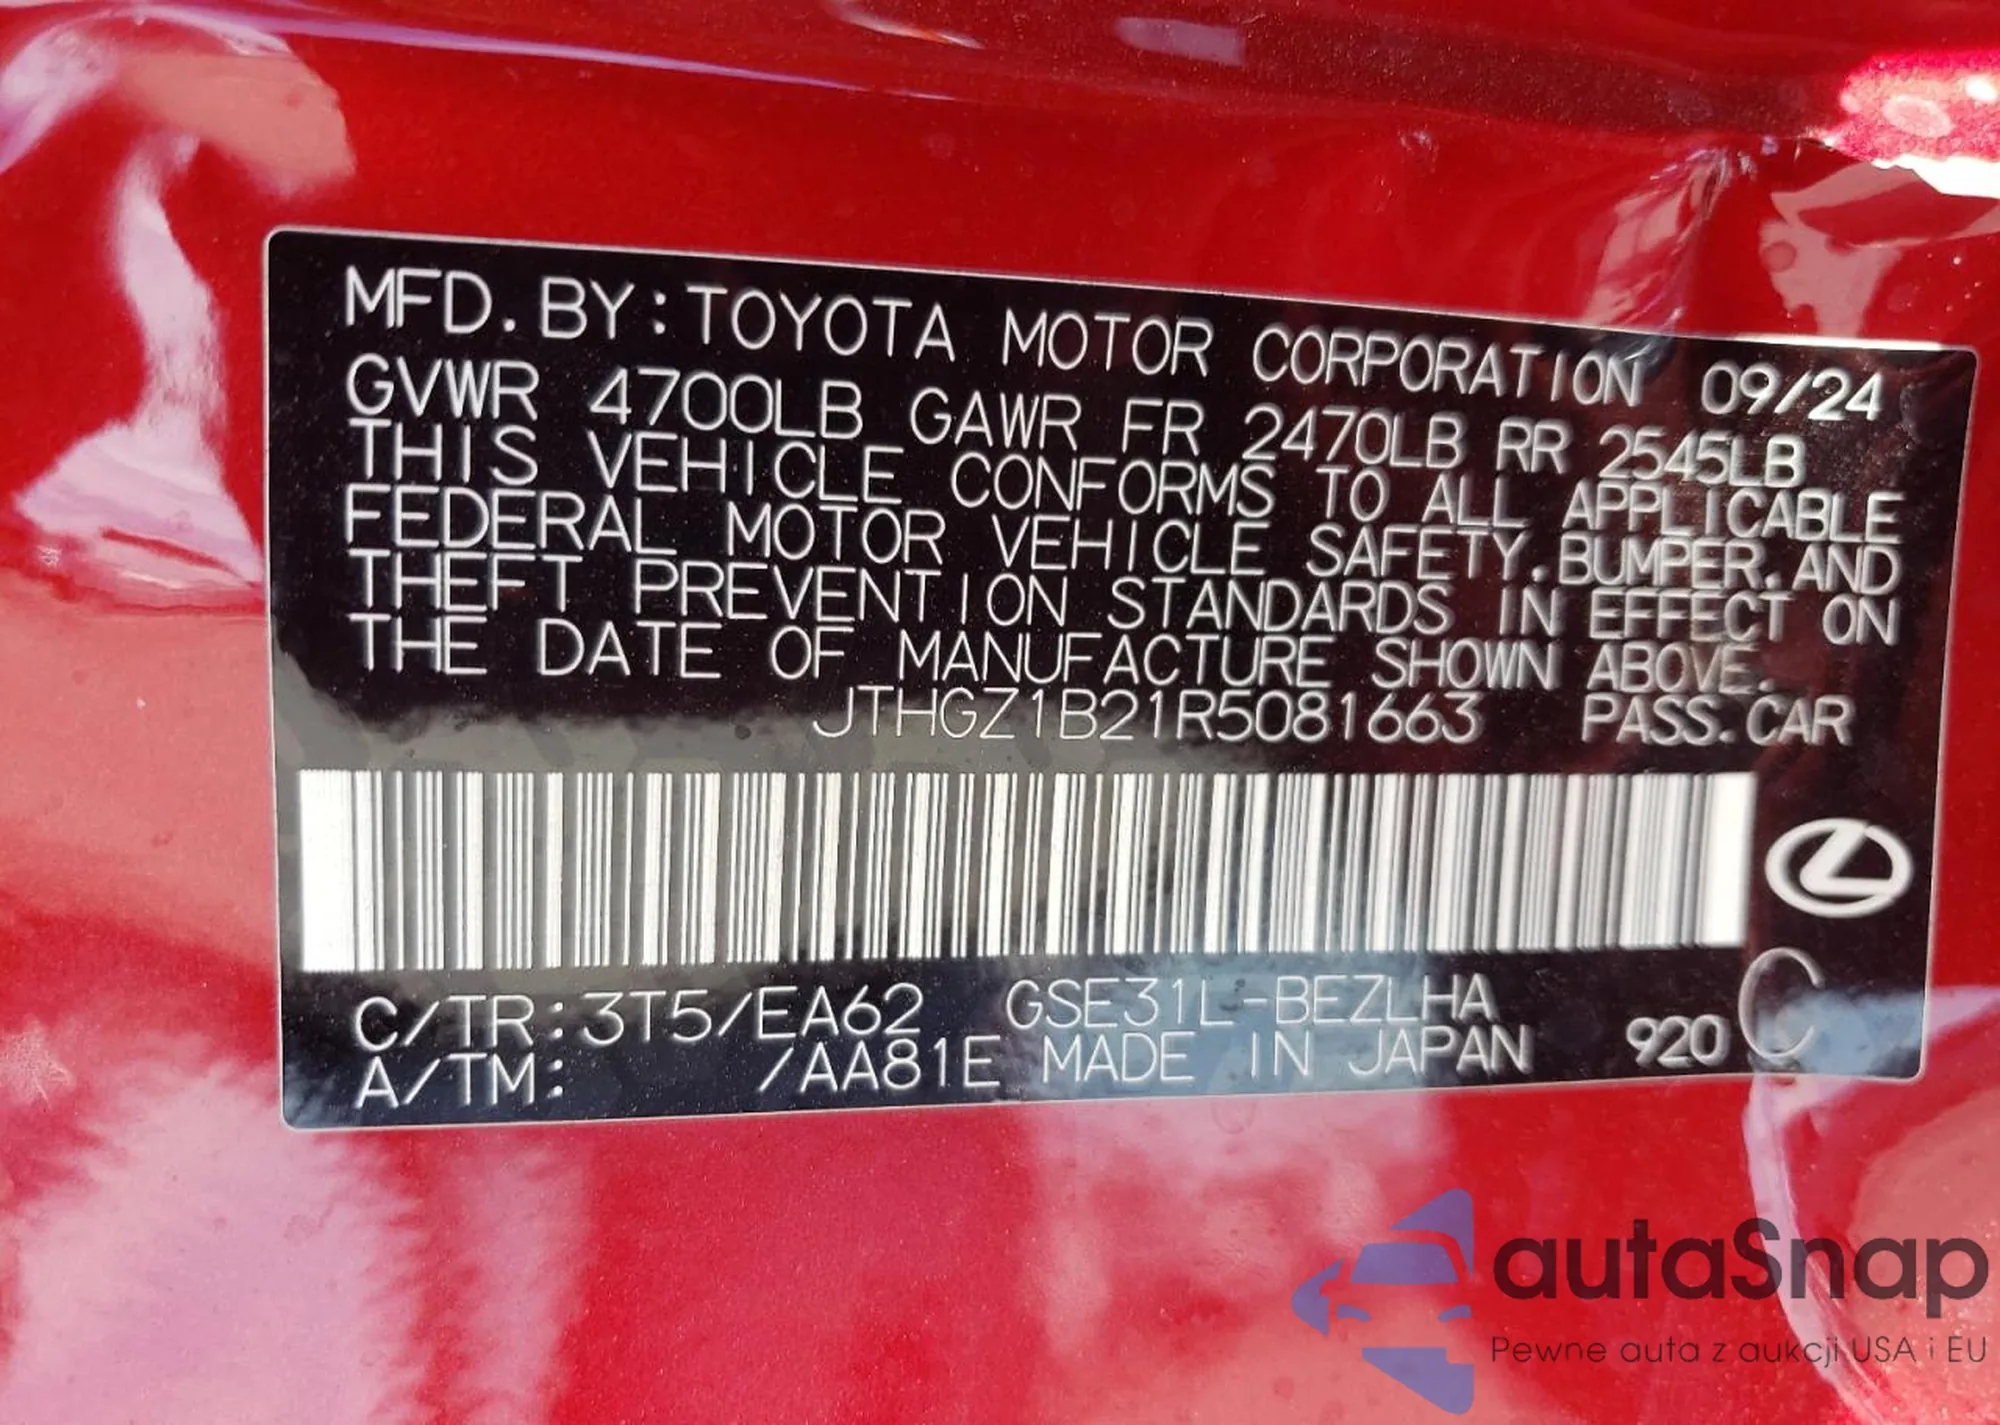 MFD. BY: TOYOTA MOTOR CORPORATION 09/24
GVWR 4700LB GAWR FR 2470LB RR 2545LB
THIS VEHICLE CONFORMS TO ALL APPLICABLE
FEDERAL MOTOR VEHICLE SAFETY. BUMPER. AND
THEFT PREVENTION STANDARDS IN EFFECT ON
THE DATE OF MANUFACTURE SHOWN ABOVE.
JTHGZ1B21R5081663 PASS. CAR
C/TR:3T5/EA62 GSE31L-BEZLHA
A/TM: /AA81E MADE IN JAPAN 920 C
autaSnap
Pewne auta z aukcji USA i EU